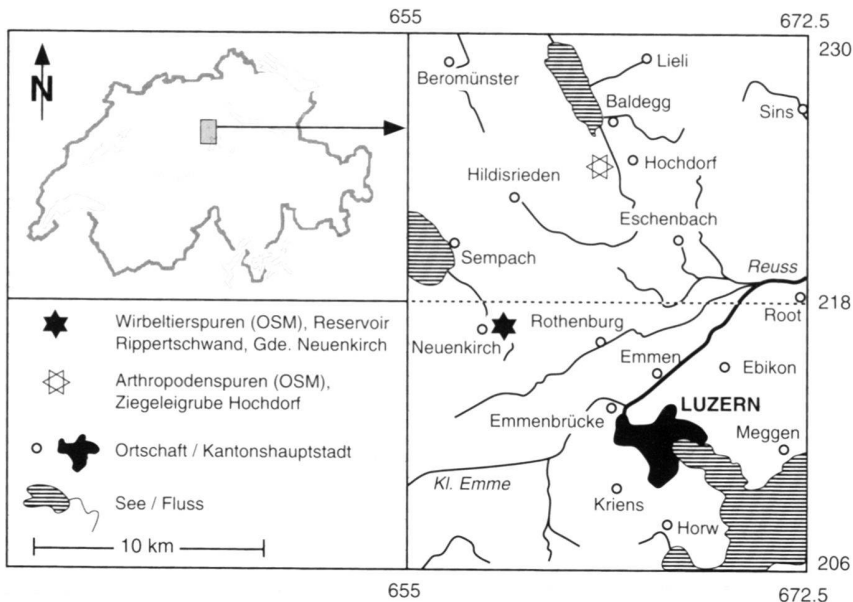 655
672.5
N
230
Beromünster
Lieli
Baldegg
Sins
Hildisrieden
Hochdorf
Eschenbach
Sempach
Reuss
218
Root
Wirbeltierspuren (OSM), Reservoir
Rippertschwand, Gde. Neuenkirch
Neuenkirch
Rothenburg
Emmen
Ebikon
Arthropodenspuren (OSM),
Ziegeleigrube Hochdorf
LUZERN
Emmenbrücke
Meggen
Ortschaft / Kantonshauptstadt
Kl. Emme
Kriens
See / Fluss
Horw
10 km
206
655
672.5